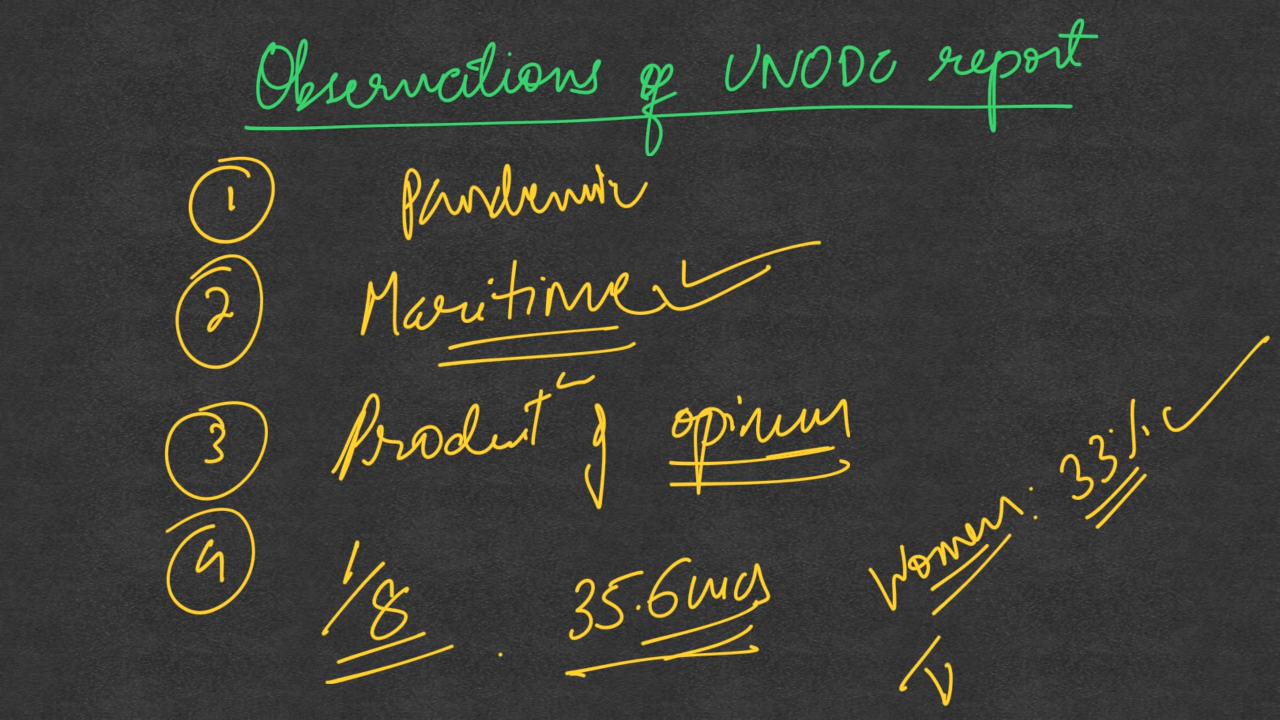 Observations of UNODC report
1 Pandemic
2 Maritime
3 Product of opium
4 1/8 . 35.6 mn
Women: 33%